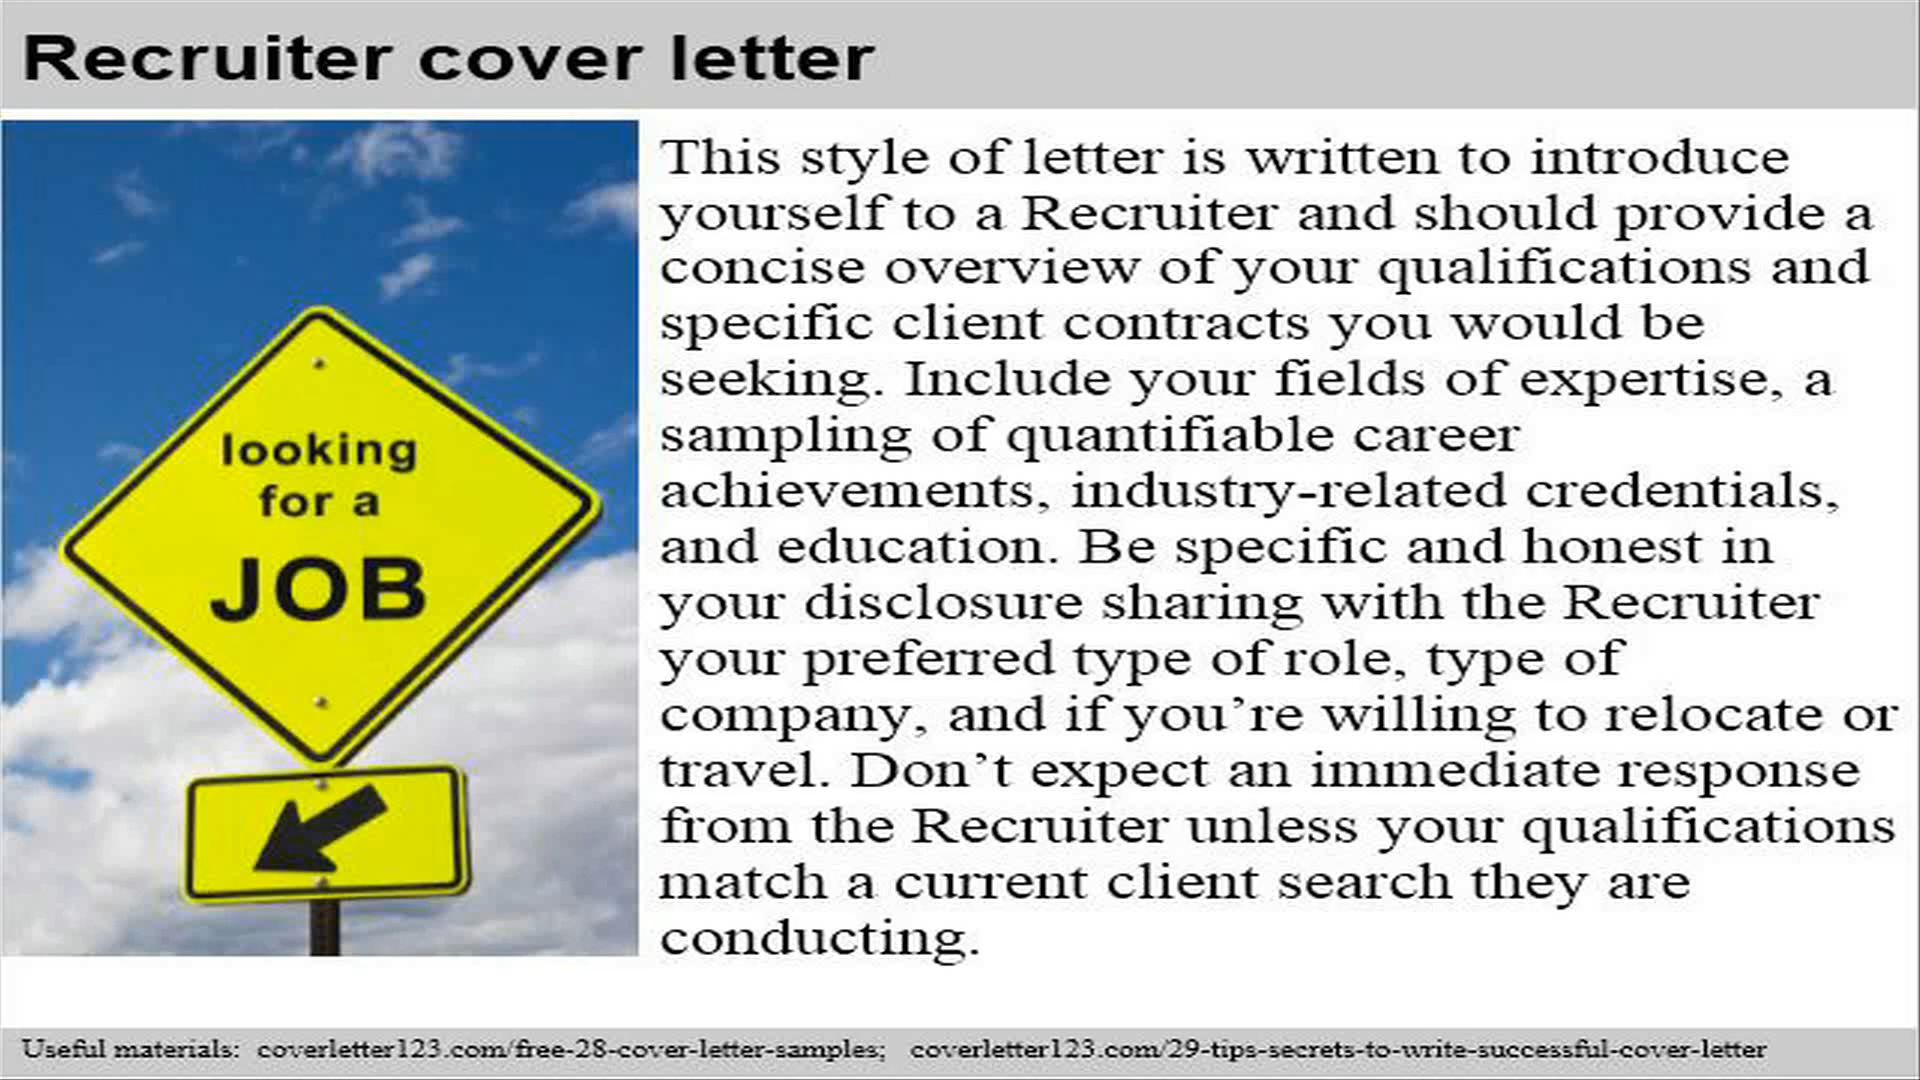 Recruiter cover letter
looking
for a
JOB
This style of letter is written to introduce
yourself to a Recruiter and should provide a
concise overview of your qualifications and
specific client contracts you would be
seeking. Include your fields of expertise, a
sampling of quantifiable career
achievements, industry-related credentials,
and education. Be specific and honest in
your disclosure sharing with the Recruiter
your preferred type of role, type of
company, and if you’re willing to relocate or
travel. Don’t expect an immediate response
from the Recruiter unless your qualifications
match a current client search they are
conducting.
Useful materials: coverletter123.com/free-28-cover-letter-samples; coverletter123.com/29-tips-secrets-to-write-successful-cover-letter